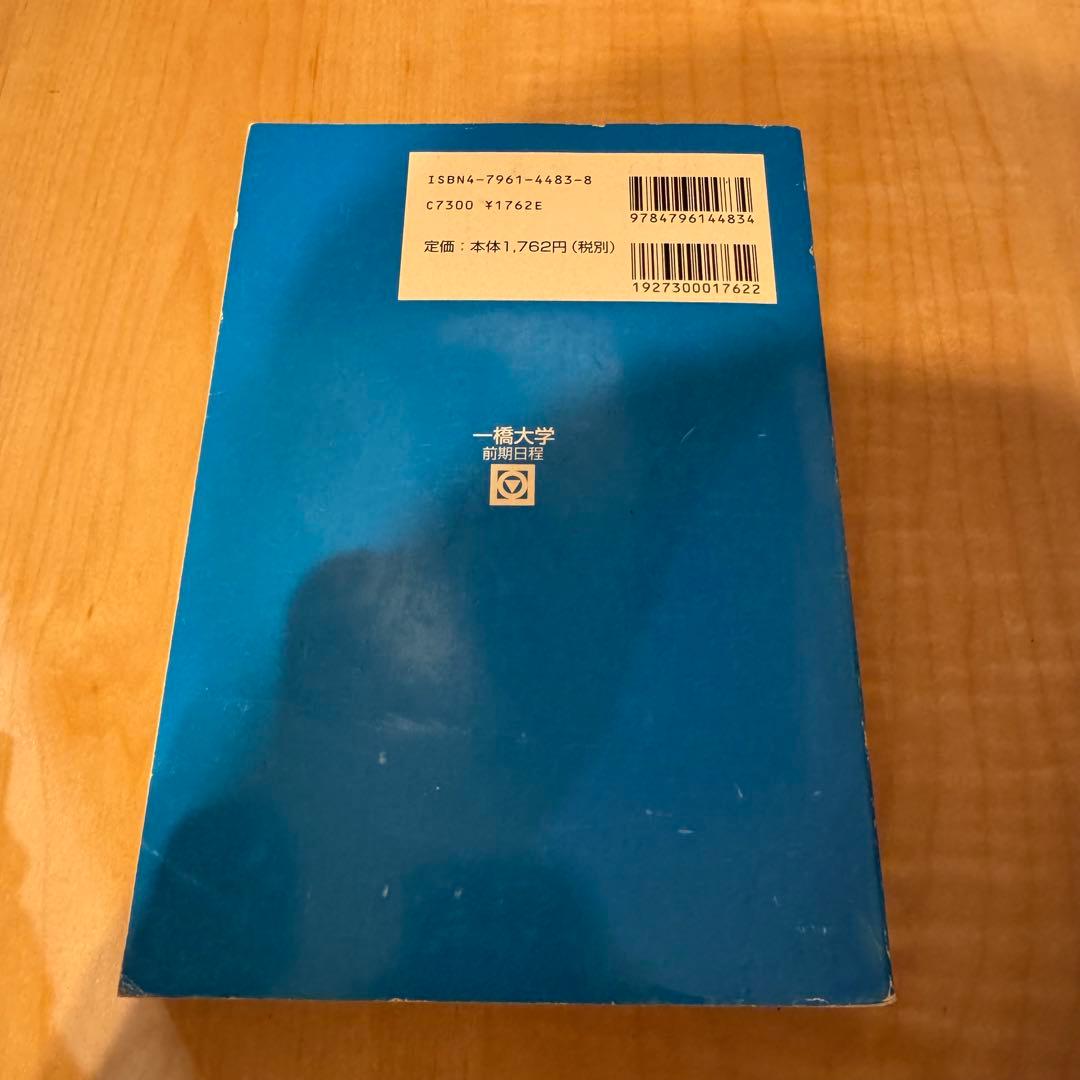 ISBN4-7961-4483-8
C7300 ¥1762E
定価：本体1,762円（税別）
9784796144834
1927300017622
一橋大学
前期日程